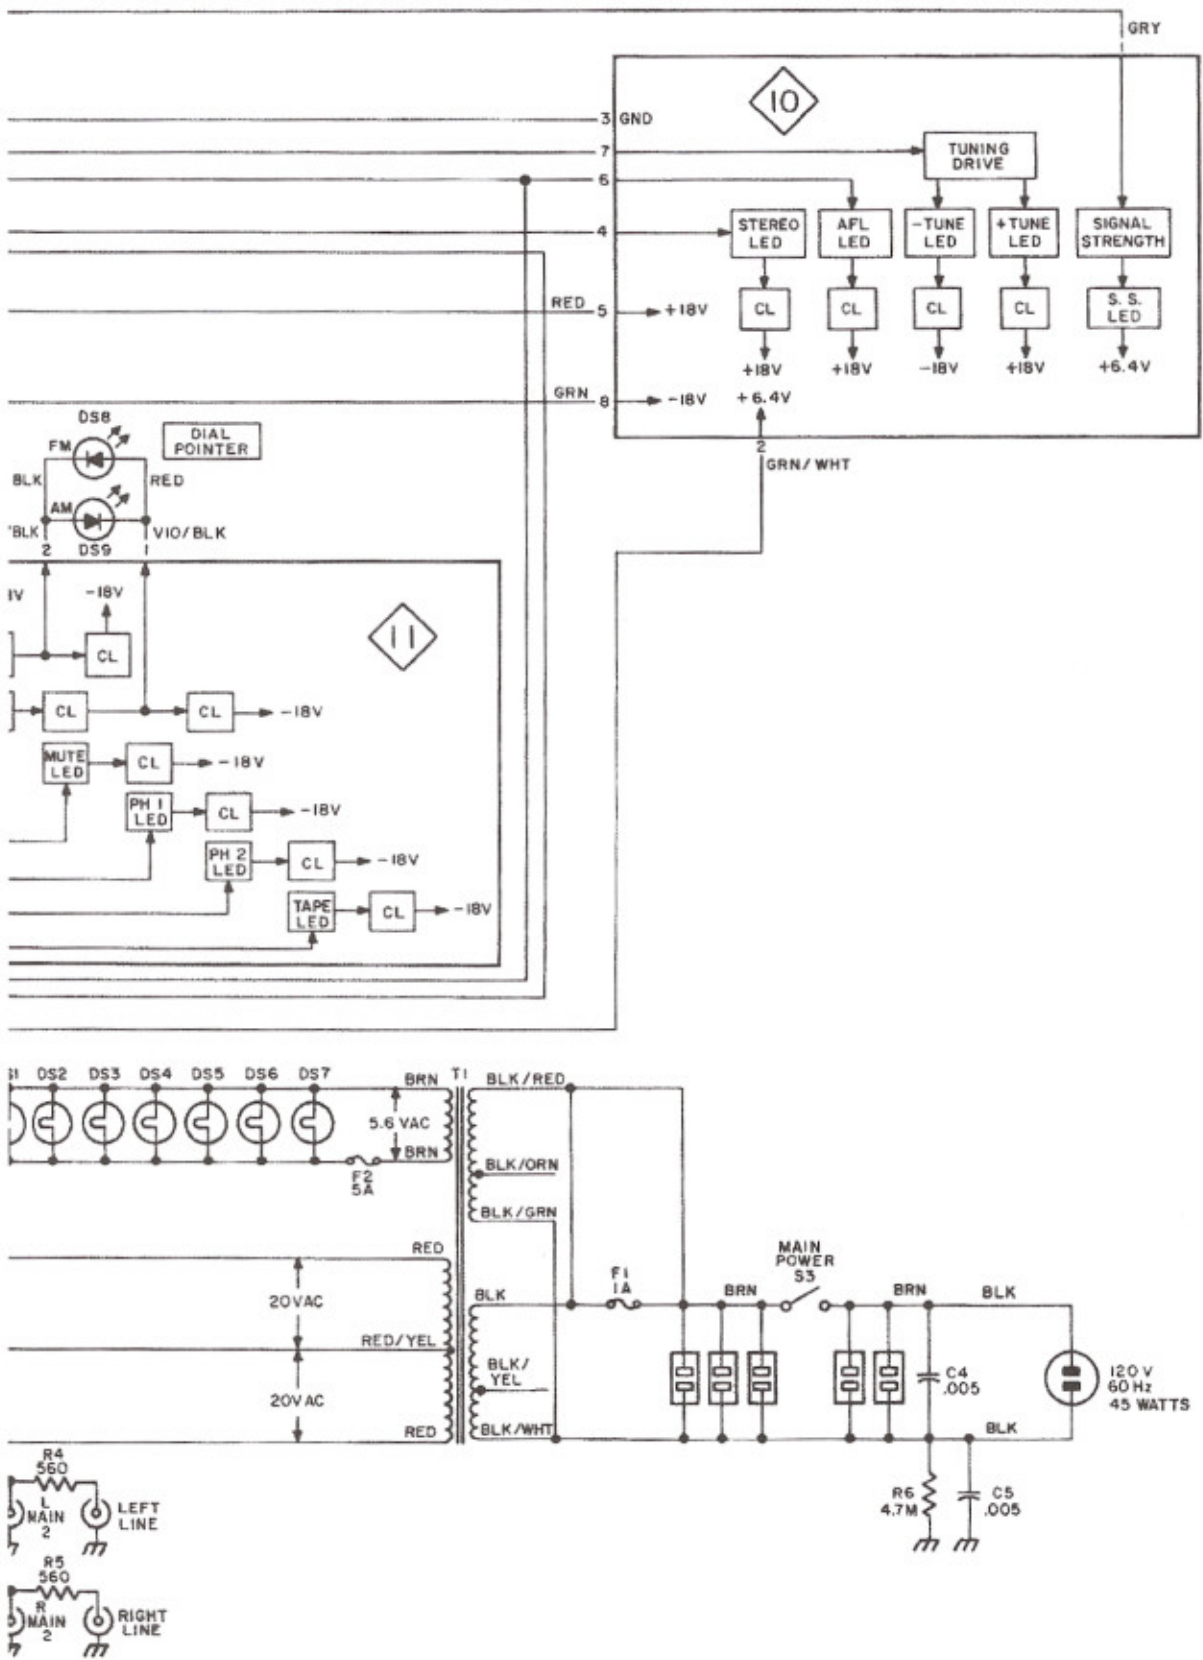 GRY
10
3 GND
7
TUNING
DRIVE
6
4
STEREO
LED
AFL
LED
-TUNE
LED
+TUNE
LED
SIGNAL
STRENGTH
RED
5
+18V
CL
CL
CL
CL
S. S.
LED
+18V
+18V
-18V
+18V
+6.4V
GRN
8
-18V
+6.4V
2
GRN/WHT
DS8
FM
DIAL
POINTER
BLK
RED
AM
BLK
VIO/BLK
2
DS9
1
-18V
11
CL
CL
CL
-18V
MUTE
LED
CL
-18V
PH 1
LED
CL
-18V
PH 2
LED
CL
-18V
TAPE
LED
CL
-18V
DS2
DS3
DS4
DS5
DS6
DS7
BRN
T1
BLK/RED
5.6 VAC
BRN
BLK/ORN
F2
5A
BLK/GRN
RED
MAIN
POWER
S3
20VAC
F1
1A
BLK
BRN
BRN
BLK
RED/YEL
BLK/
YEL
C4
.005
120 V
60 Hz
45 WATTS
20VAC
RED
BLK/WHT
BLK
R4
560
L
MAIN
2
LEFT
LINE
R6
4.7M
C5
.005
R5
560
R
MAIN
2
RIGHT
LINE